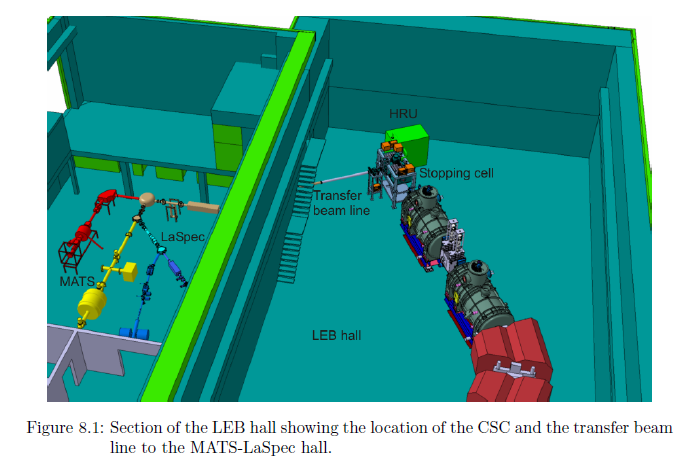 HRU
Stopping cell
Transfer
beam line
LaSpec
MATS
LEB hall
Figure 8.1: Section of the LEB hall showing the location of the CSC and the transfer beam
line to the MATS-LaSpec hall.